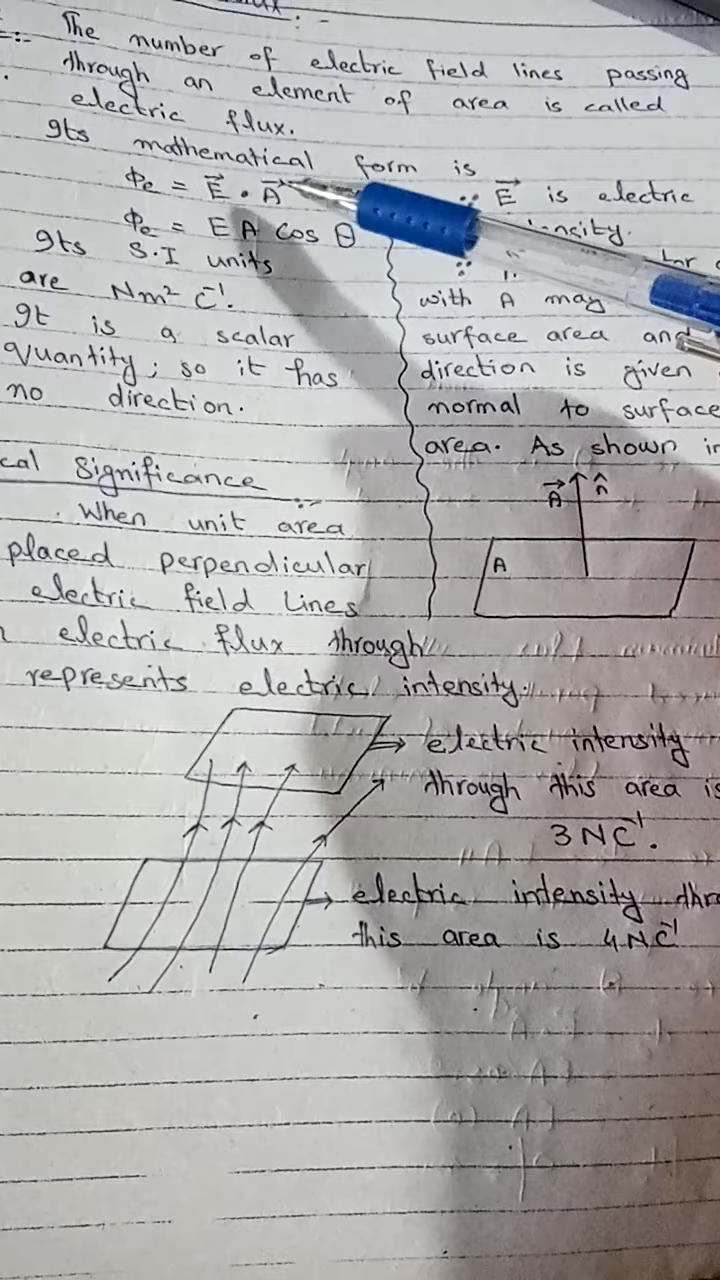 The number of electric field lines passing
through an element of area is called
electric flux.
Its mathematical form is
Φe = E⃗ . A⃗
Φe = E A cos θ
Its S.I units
are Nm² C⁻¹.
It is a scalar
quantity; so it has
no direction.
∵ E⃗ is electric
with A may
surface area and
direction is given
normal to surface
area. As shown in
A⃗ n̂
A
Significance :-
When unit area
placed perpendicular
electric field lines
electric flux through
represents electric intensity.
⇒ electric intensity
through this area is
3 NC⁻¹.
→ electric intensity
this area is 4NC⁻¹